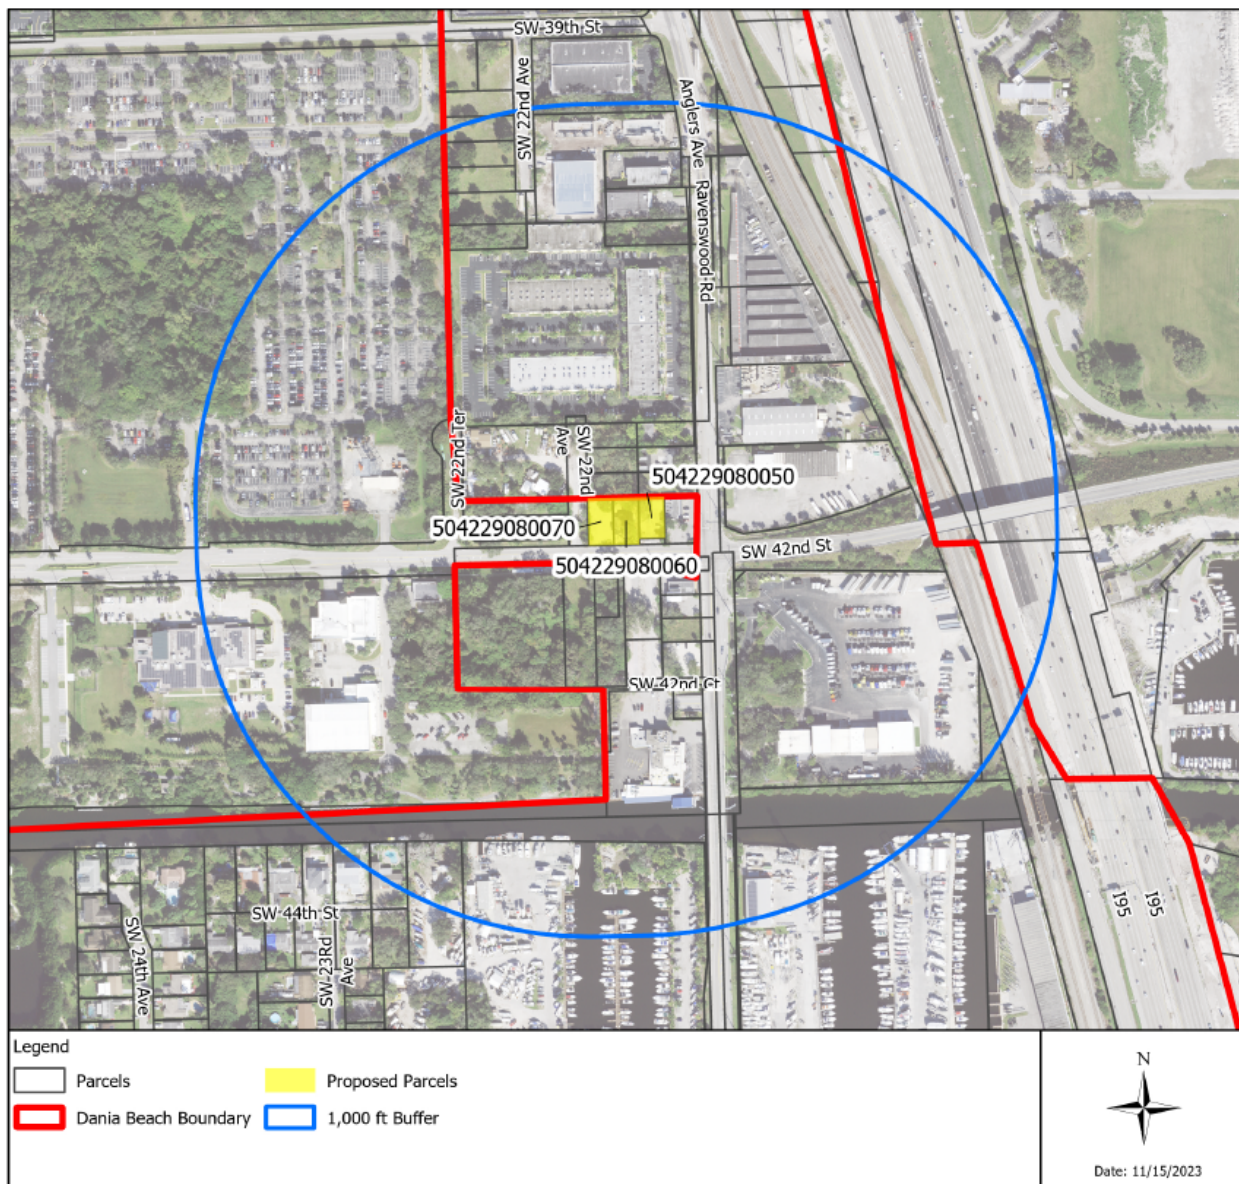 SW 39th St
SW 22nd Ave
Anglers Ave
Ravenswood Rd
SW 22nd Ter
SW 22nd
Ave
504229080050
504229080070
504229080060
SW 42nd St
SW 42nd Ct
SW 44th St
SW 24th Ave
SW 23Rd
Ave
I95
I95
Legend
Parcels
Proposed Parcels
Dania Beach Boundary
1,000 ft Buffer
N
Date: 11/15/2023